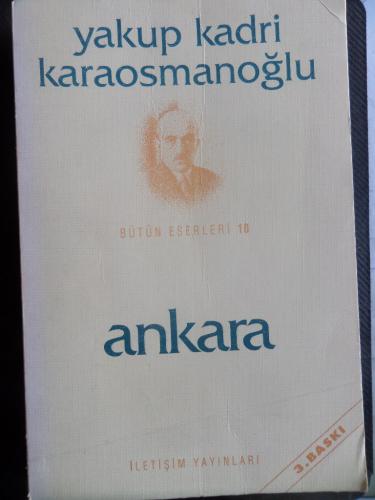 yakup kadri
karaosmanoğlu
BÜTÜN ESERLERİ 10
ankara
3. BASKI
İLETİŞİM YAYINLARI